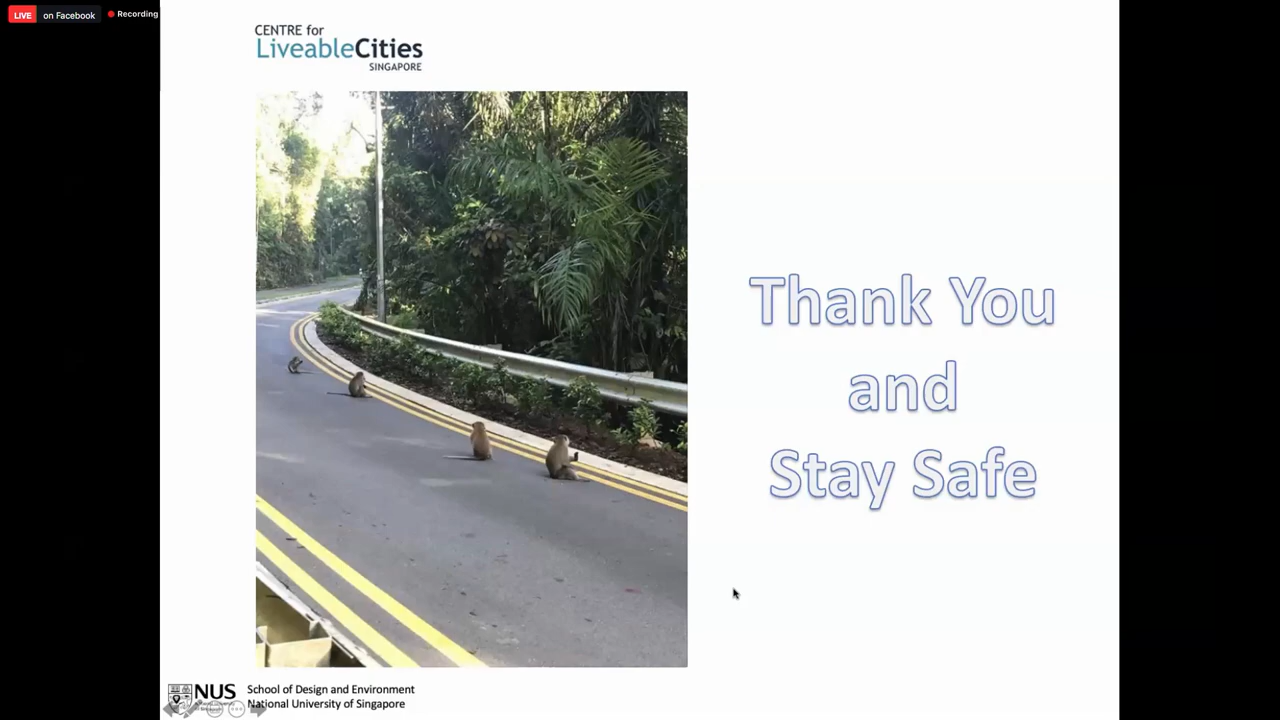 LIVE on Facebook Recording
CENTRE for
LiveableCities
SINGAPORE
Thank You
and
Stay Safe
NUS
School of Design and Environment
National University of Singapore